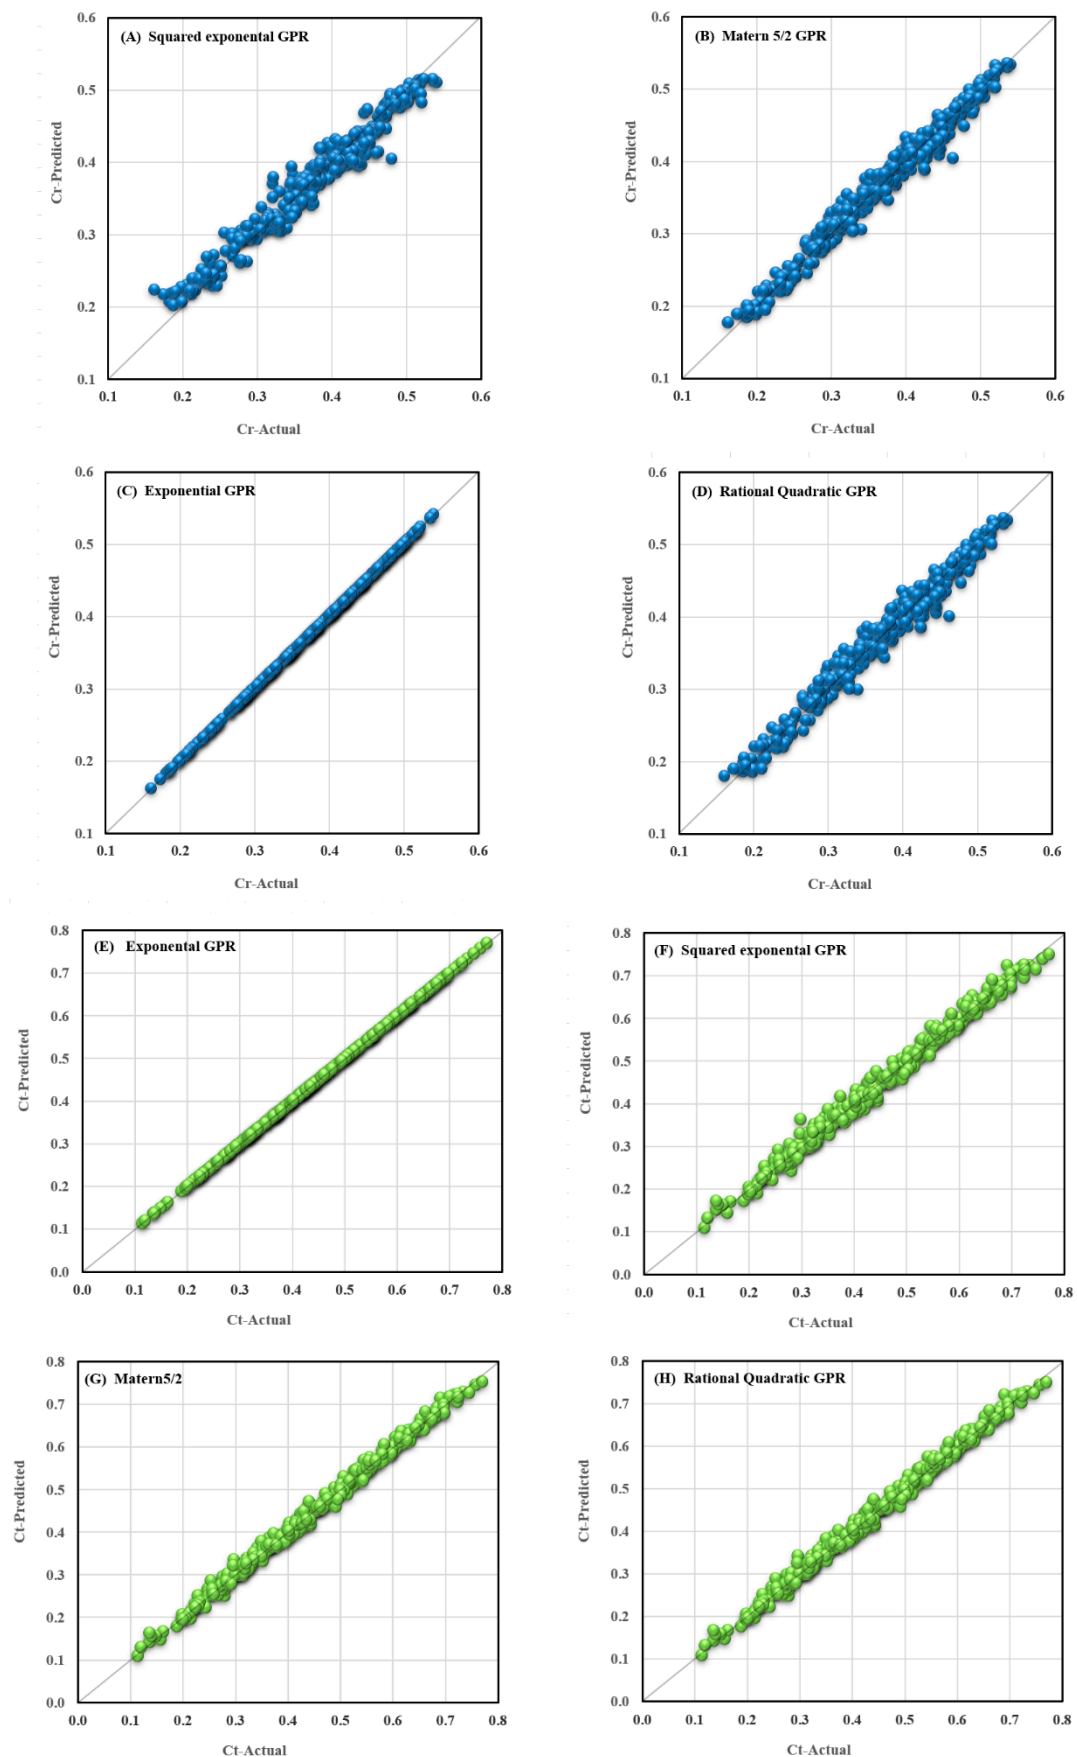 (A) Squared exponental GPR
0.6
0.5
0.4
0.3
0.2
0.1
Cr-Predicted
0.1 0.2 0.3 0.4 0.5 0.6
Cr-Actual
(B) Matern 5/2 GPR
0.6
0.5
0.4
0.3
0.2
0.1
Cr-Predicted
0.1 0.2 0.3 0.4 0.5 0.6
Cr-Actual
(C) Exponential GPR
0.6
0.5
0.4
0.3
0.2
0.1
Cr-Predicted
0.1 0.2 0.3 0.4 0.5 0.6
Cr-Actual
(D) Rational Quadratic GPR
0.6
0.5
0.4
0.3
0.2
0.1
Cr-Predicted
0.1 0.2 0.3 0.4 0.5 0.6
Cr-Actual
(E) Exponental GPR
0.8
0.7
0.6
0.5
0.4
0.3
0.2
0.1
0.0
Ct-Predicted
0.0 0.1 0.2 0.3 0.4 0.5 0.6 0.7 0.8
Ct-Actual
(F) Squared exponental GPR
0.8
0.7
0.6
0.5
0.4
0.3
0.2
0.1
0.0
Ct-Predicted
0.0 0.1 0.2 0.3 0.4 0.5 0.6 0.7 0.8
Ct-Actual
(G) Matern5/2
0.8
0.7
0.6
0.5
0.4
0.3
0.2
0.1
0.0
Ct-Predicted
0.0 0.1 0.2 0.3 0.4 0.5 0.6 0.7 0.8
Ct-Actual
(H) Rational Quadratic GPR
0.8
0.7
0.6
0.5
0.4
0.3
0.2
0.1
0.0
Ct-Predicted
0.0 0.1 0.2 0.3 0.4 0.5 0.6 0.7 0.8
Ct-Actual